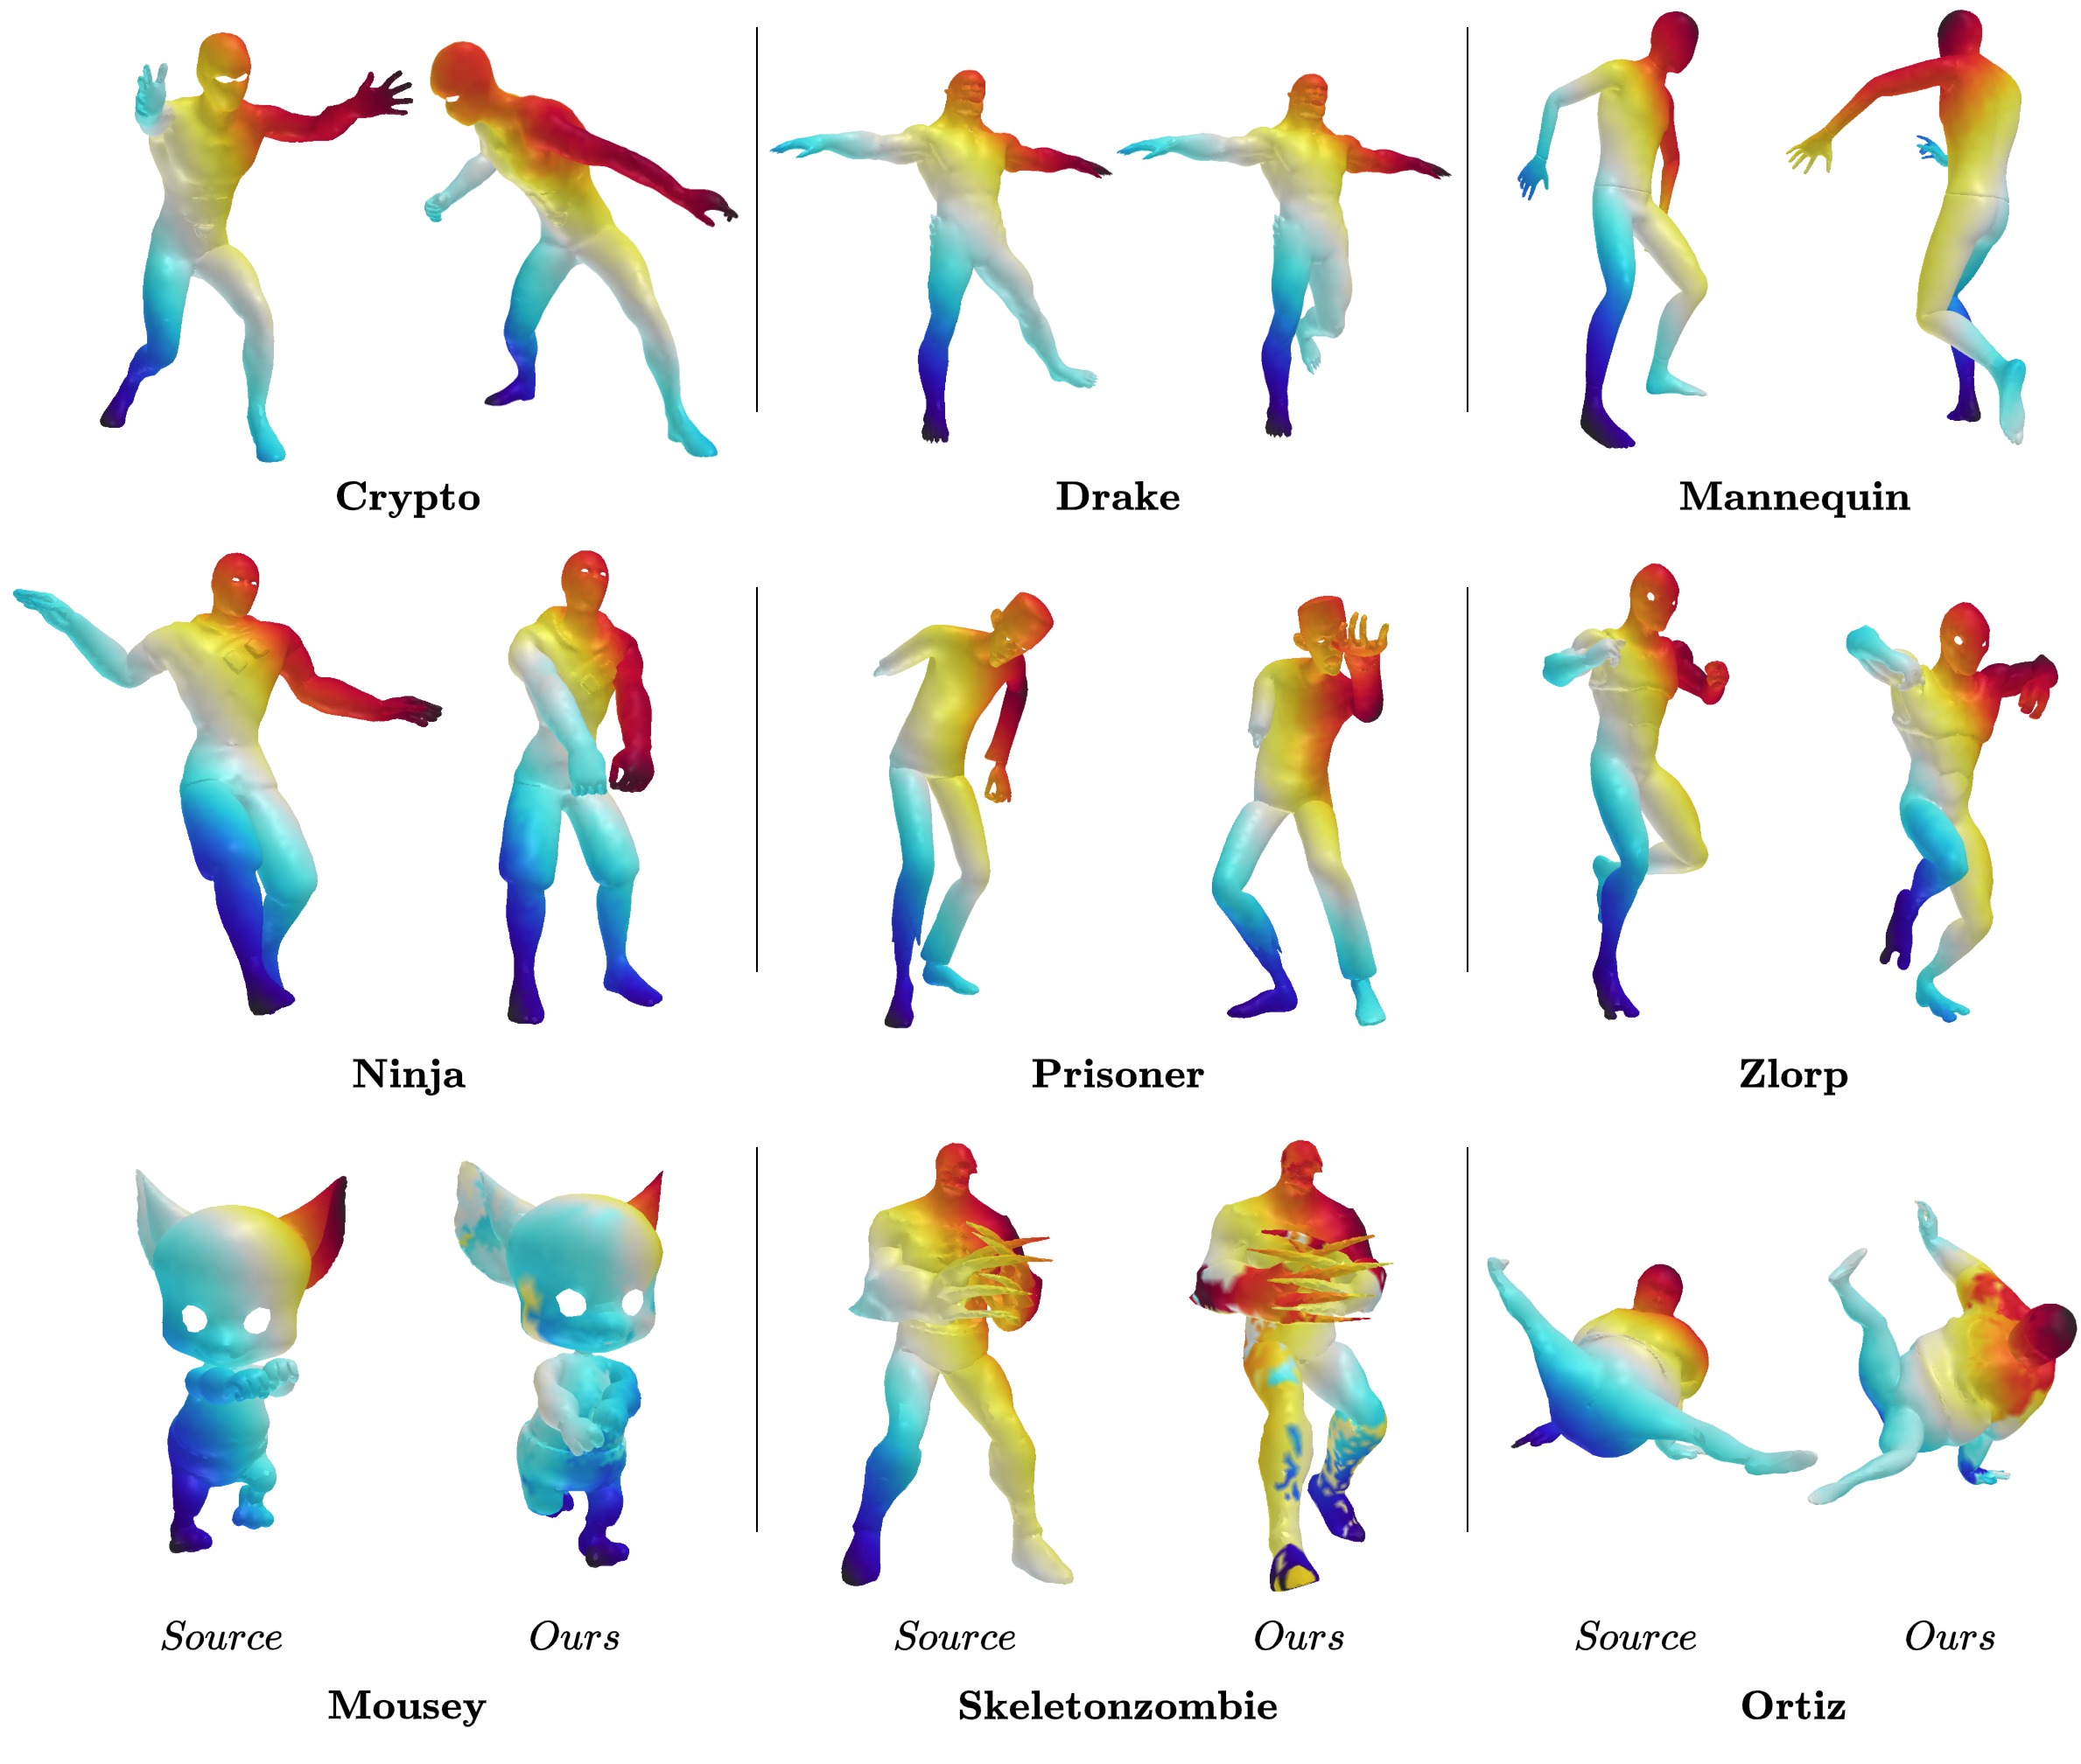 Crypto
Drake
Mannequin
Ninja
Prisoner
Zlorp
Source
Ours
Source
Ours
Source
Ours
Mousey
Skeletonzombie
Ortiz